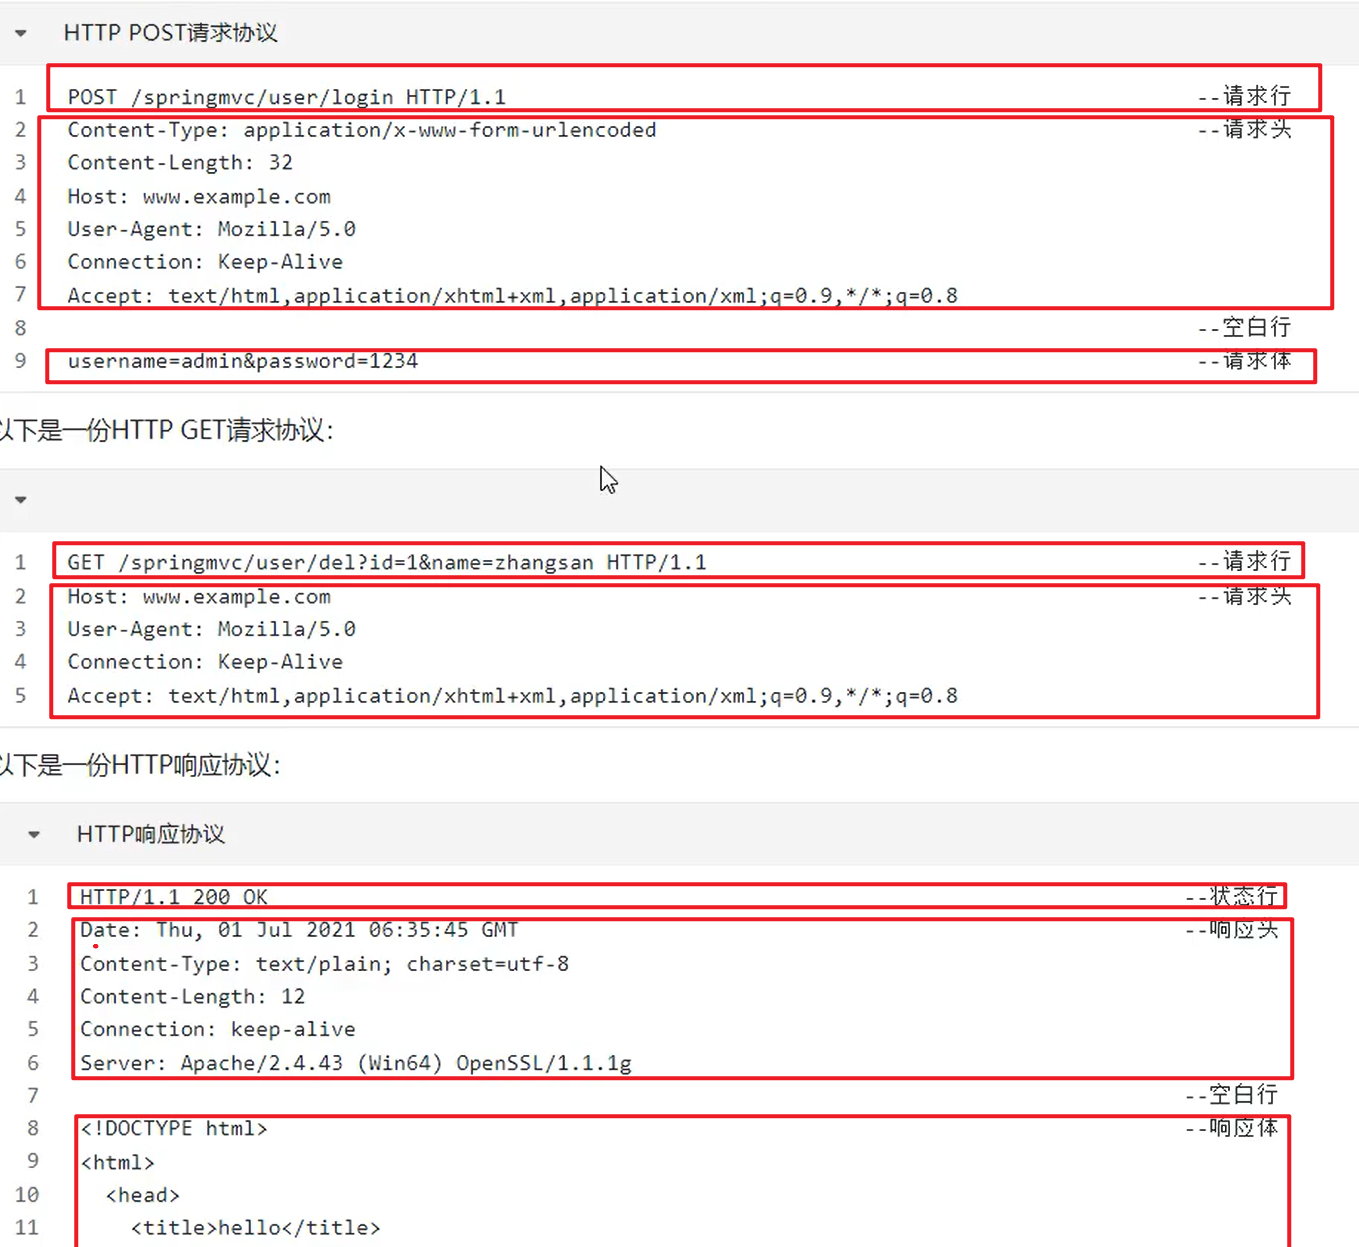 HTTP POST请求协议
1 POST /springmvc/user/login HTTP/1.1 --请求行
2 Content-Type: application/x-www-form-urlencoded --请求头
3 Content-Length: 32
4 Host: www.example.com
5 User-Agent: Mozilla/5.0
6 Connection: Keep-Alive
7 Accept: text/html,application/xhtml+xml,application/xml;q=0.9,*/*;q=0.8
8 --空白行
9 username=admin&password=1234 --请求体
以下是一份HTTP GET请求协议：
1 GET /springmvc/user/del?id=1&name=zhangsan HTTP/1.1 --请求行
2 Host: www.example.com --请求头
3 User-Agent: Mozilla/5.0
4 Connection: Keep-Alive
5 Accept: text/html,application/xhtml+xml,application/xml;q=0.9,*/*;q=0.8
以下是一份HTTP响应协议：
HTTP响应协议
1 HTTP/1.1 200 OK --状态行
2 Date: Thu, 01 Jul 2021 06:35:45 GMT --响应头
3 Content-Type: text/plain; charset=utf-8
4 Content-Length: 12
5 Connection: keep-alive
6 Server: Apache/2.4.43 (Win64) OpenSSL/1.1.1g
7 --空白行
8 <!DOCTYPE html> --响应体
9 <html>
10 <head>
11 <title>hello</title>